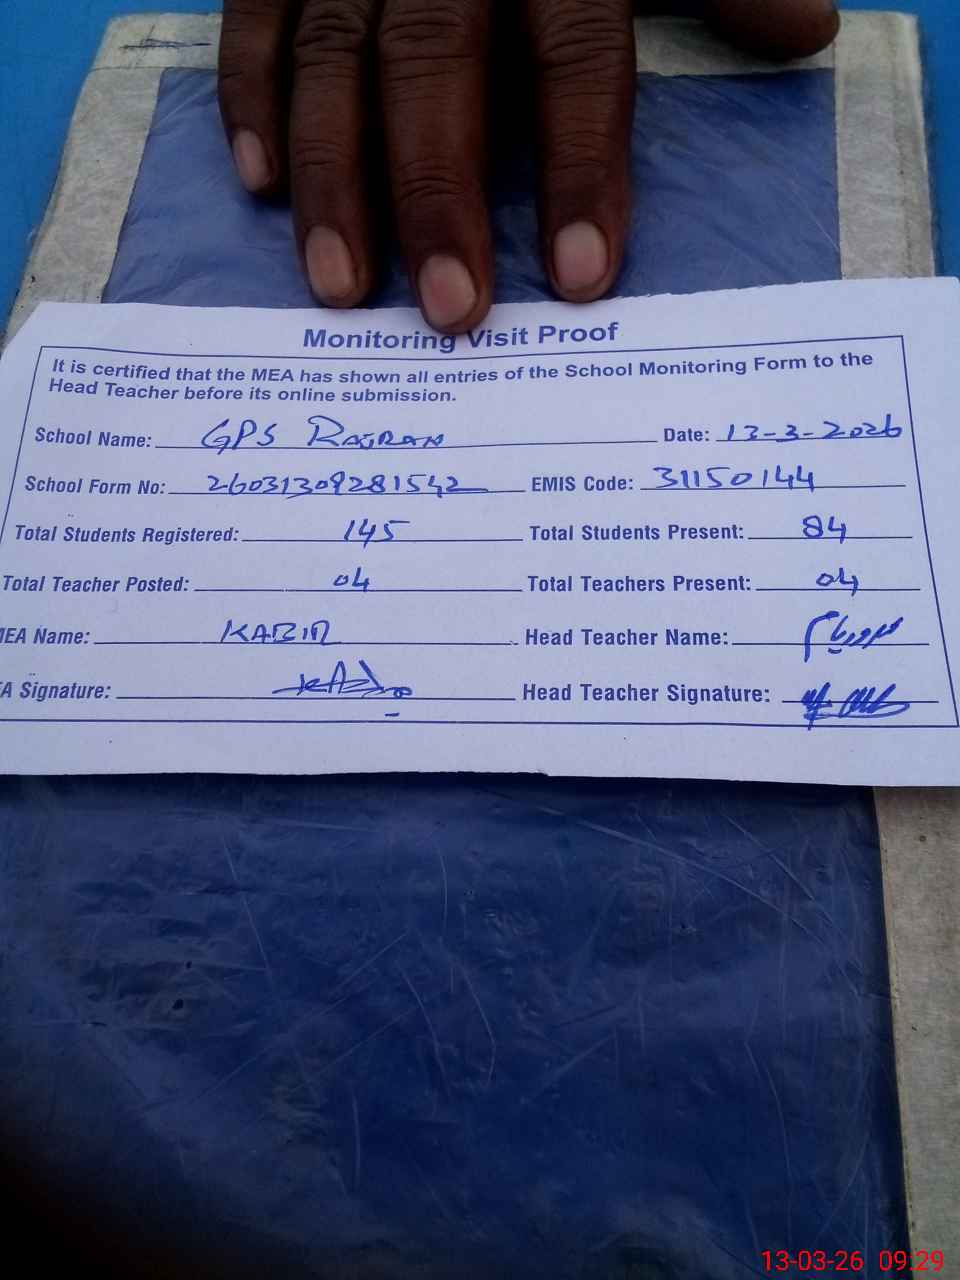 Monitoring Visit Proof
It is certified that the MEA has shown all entries of the School Monitoring Form to the
Head Teacher before its online submission.
School Name: GPS RAJRAN Date: 13-3-2026
School Form No: 26031309281542 EMIS Code: 31150144
Total Students Registered: 145 Total Students Present: 84
Total Teacher Posted: 04 Total Teachers Present: 04
MEA Name: KABIR Head Teacher Name:
A Signature: Head Teacher Signature:
13-03-26 09:29